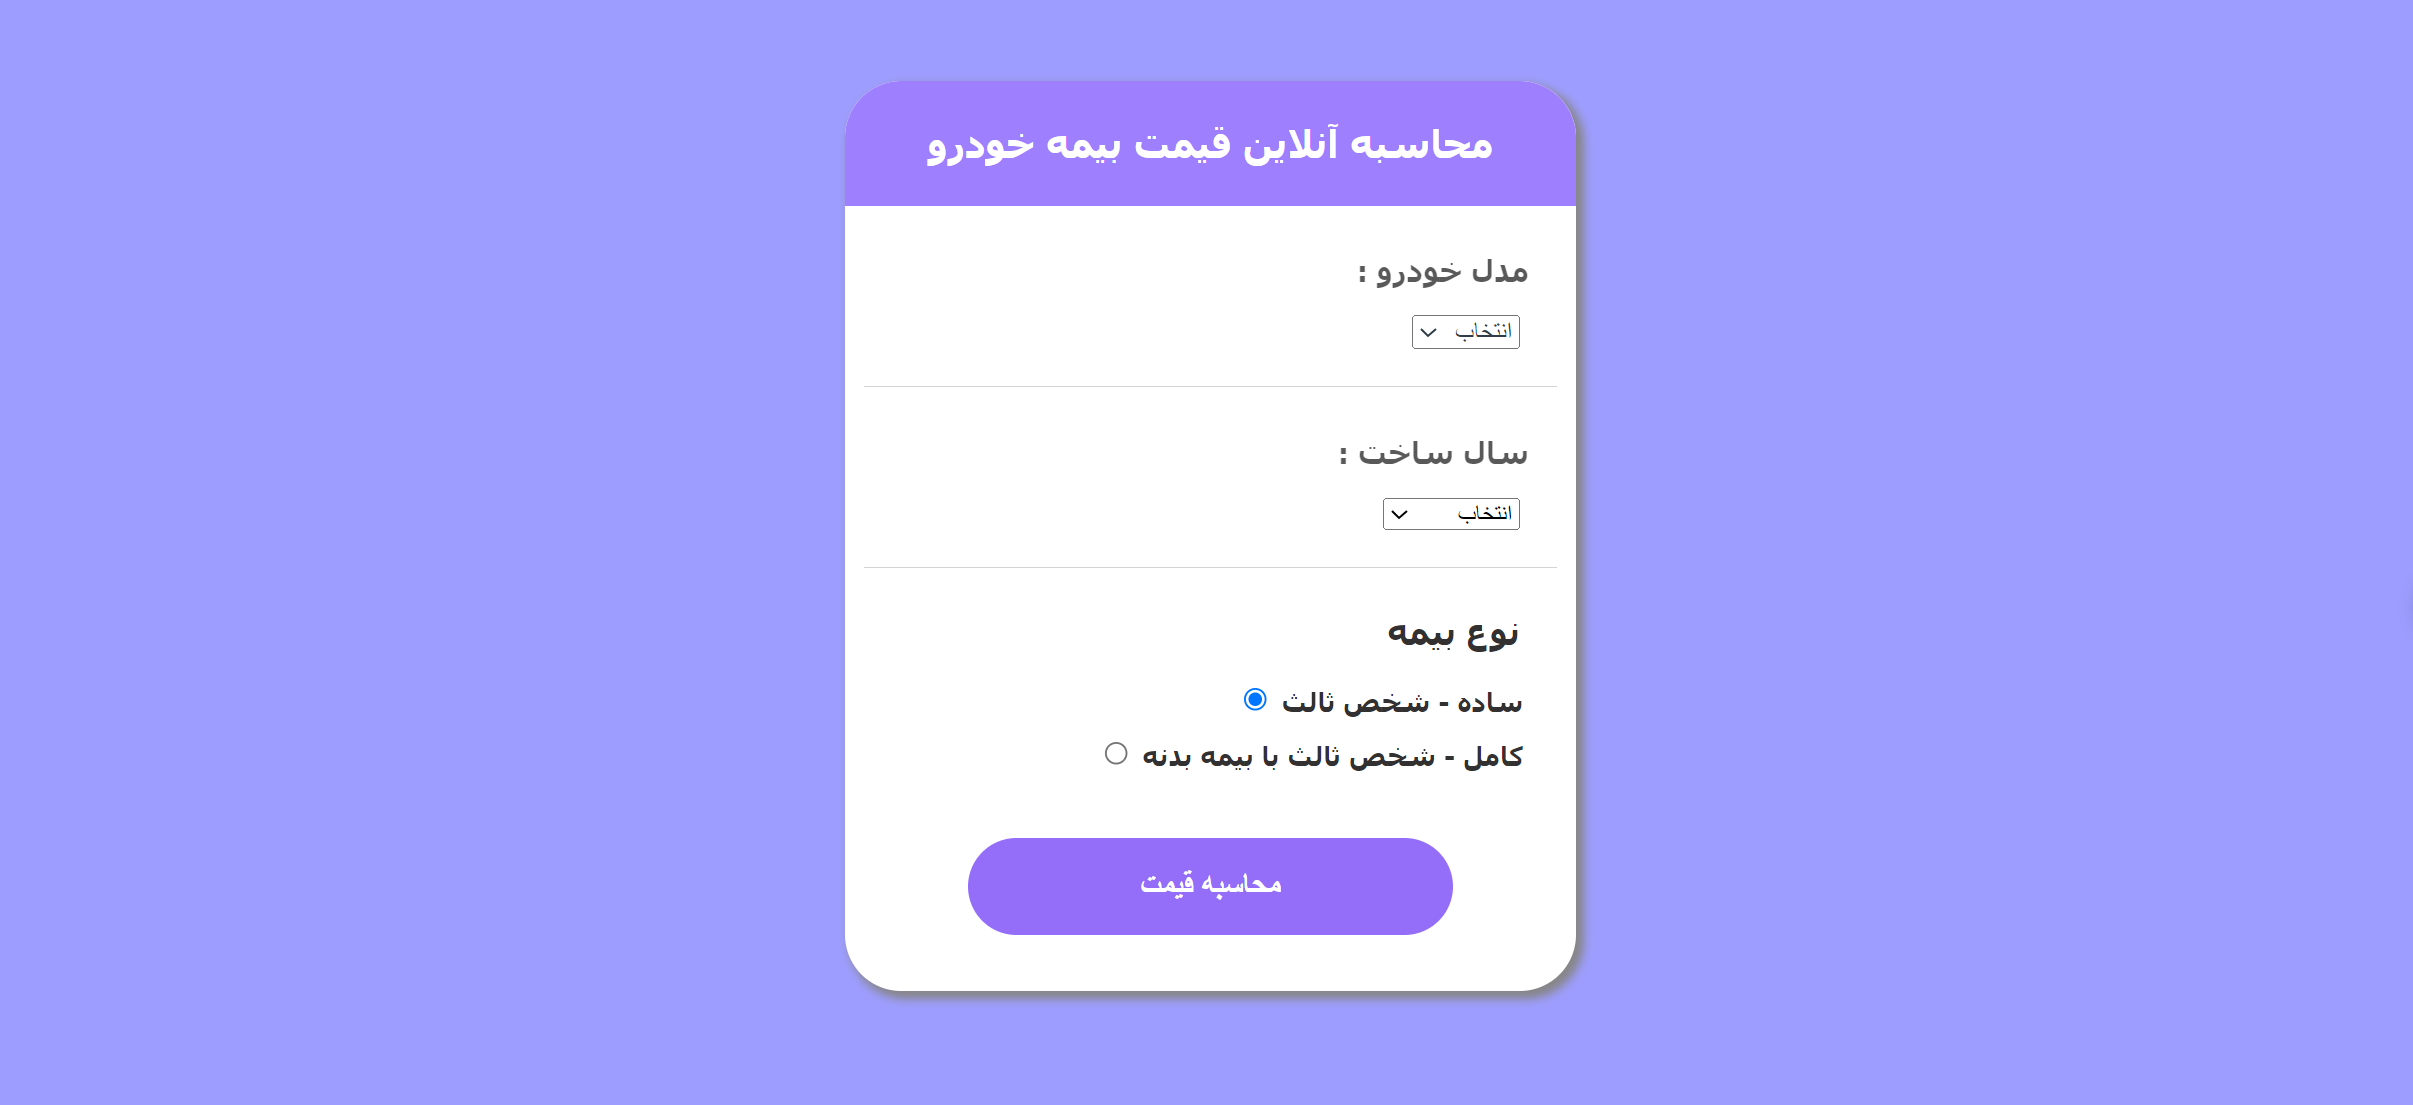 محاسبه آنلاین قیمت بیمه خودرو
مدل خودرو :
انتخاب
سال ساخت :
انتخاب
نوع بیمه
ساده - شخص ثالث
کامل - شخص ثالث با بیمه بدنه
محاسبه قیمت